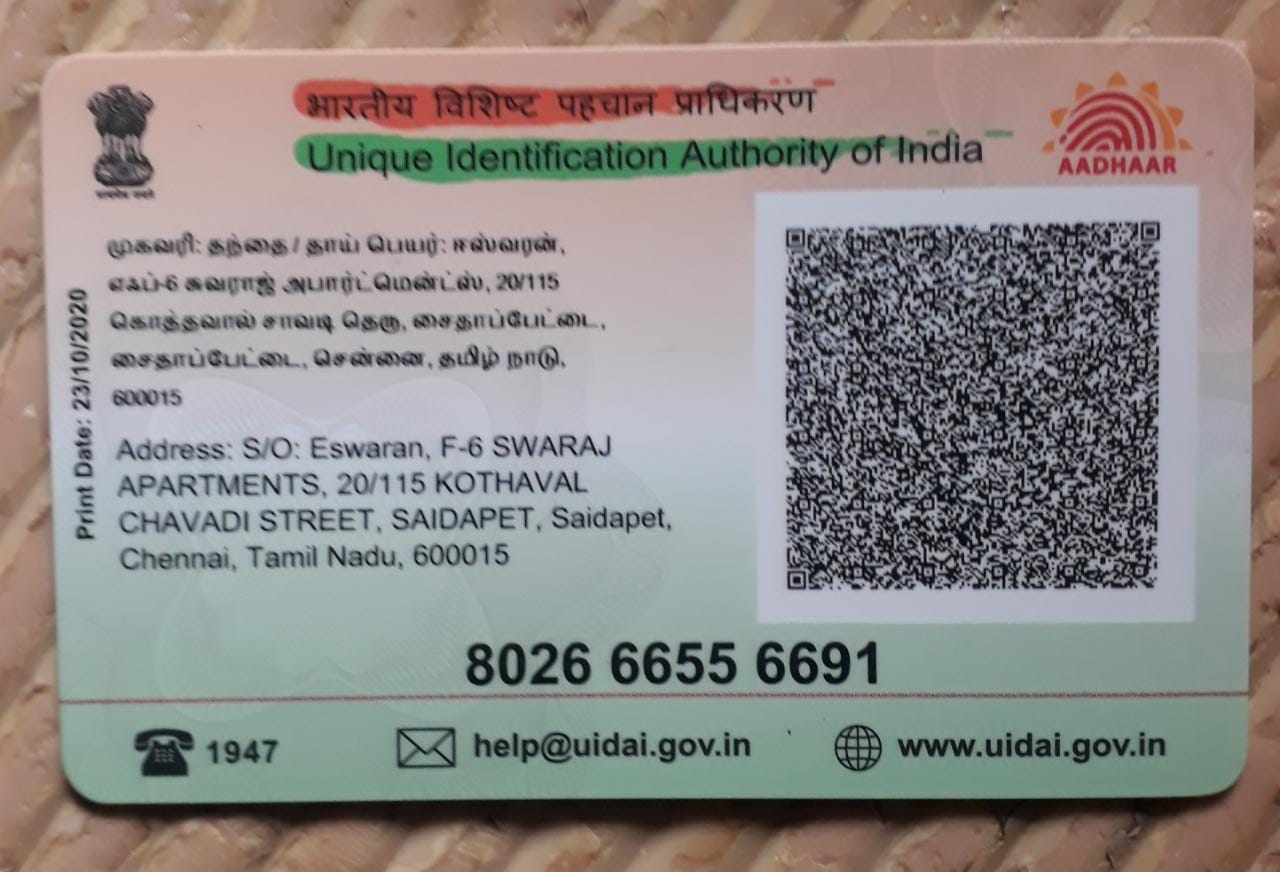 भारतीय विशिष्ट पहचान प्राधिकरण
Unique Identification Authority of India
AADHAAR
முகவரி: தந்தை / தாய் பெயர்: ஈஸ்வரன்,
எஃப்-6 சுவராஜ் அபார்ட்மென்ட்ஸ், 20/115
கொத்தவால் சாவடி தெரு, சைதாப்பேட்டை,
சைதாப்பேட்டை, சென்னை, தமிழ் நாடு,
600015
Print Date: 23/10/2020
Address: S/O: Eswaran, F-6 SWARAJ
APARTMENTS, 20/115 KOTHAVAL
CHAVADI STREET, SAIDAPET, Saidapet,
Chennai, Tamil Nadu, 600015
8026 6655 6691
1947
help@uidai.gov.in
www.uidai.gov.in